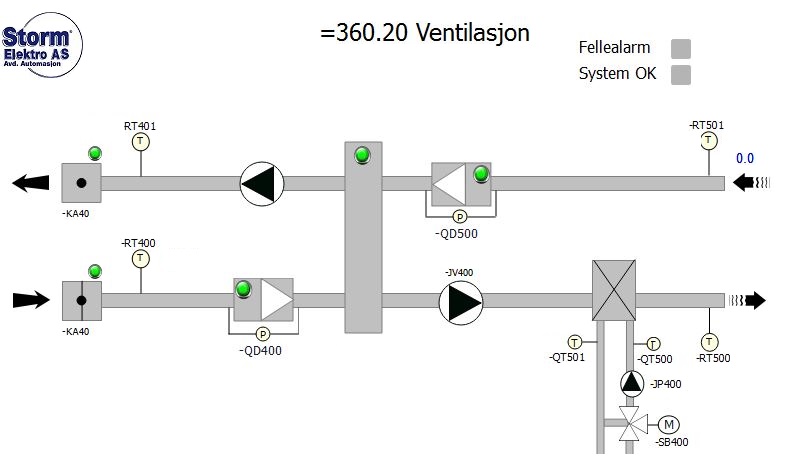 Storm
Elektro AS
Avd. Automasjon
=360.20 Ventilasjon
Fellealarm
System OK
RT401
-RT501
T
T
0.0
-KA40
P
-QD500
-RT400
T
-JV400
-KA40
P
-QD400
T
-QT501
T
-QT500
T
-RT500
-JP400
M
-SB400